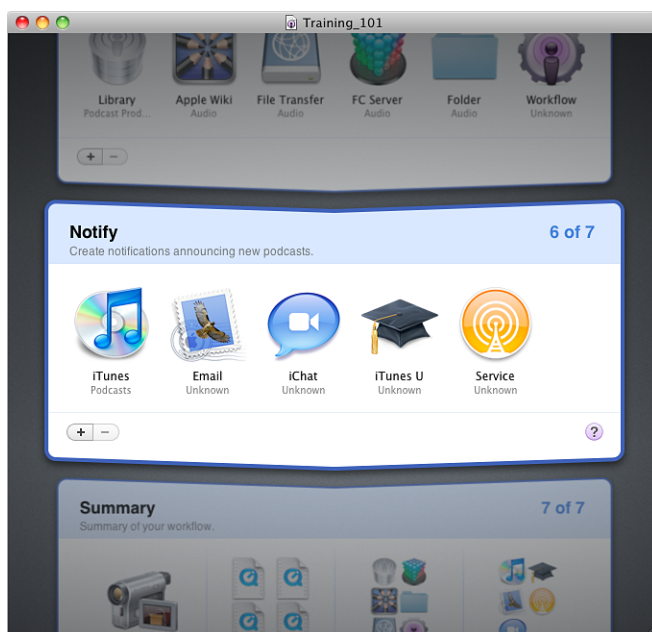 Training_101
Library Apple Wiki File Transfer FC Server Folder Workflow
Podcast Prod... Audio Audio Audio Audio Unknown
+ −
Notify 6 of 7
Create notifications announcing new podcasts.
iTunes Email iChat iTunes U Service
Podcasts Unknown Unknown Unknown Unknown
+ − ?
Summary 7 of 7
Summary of your workflow.